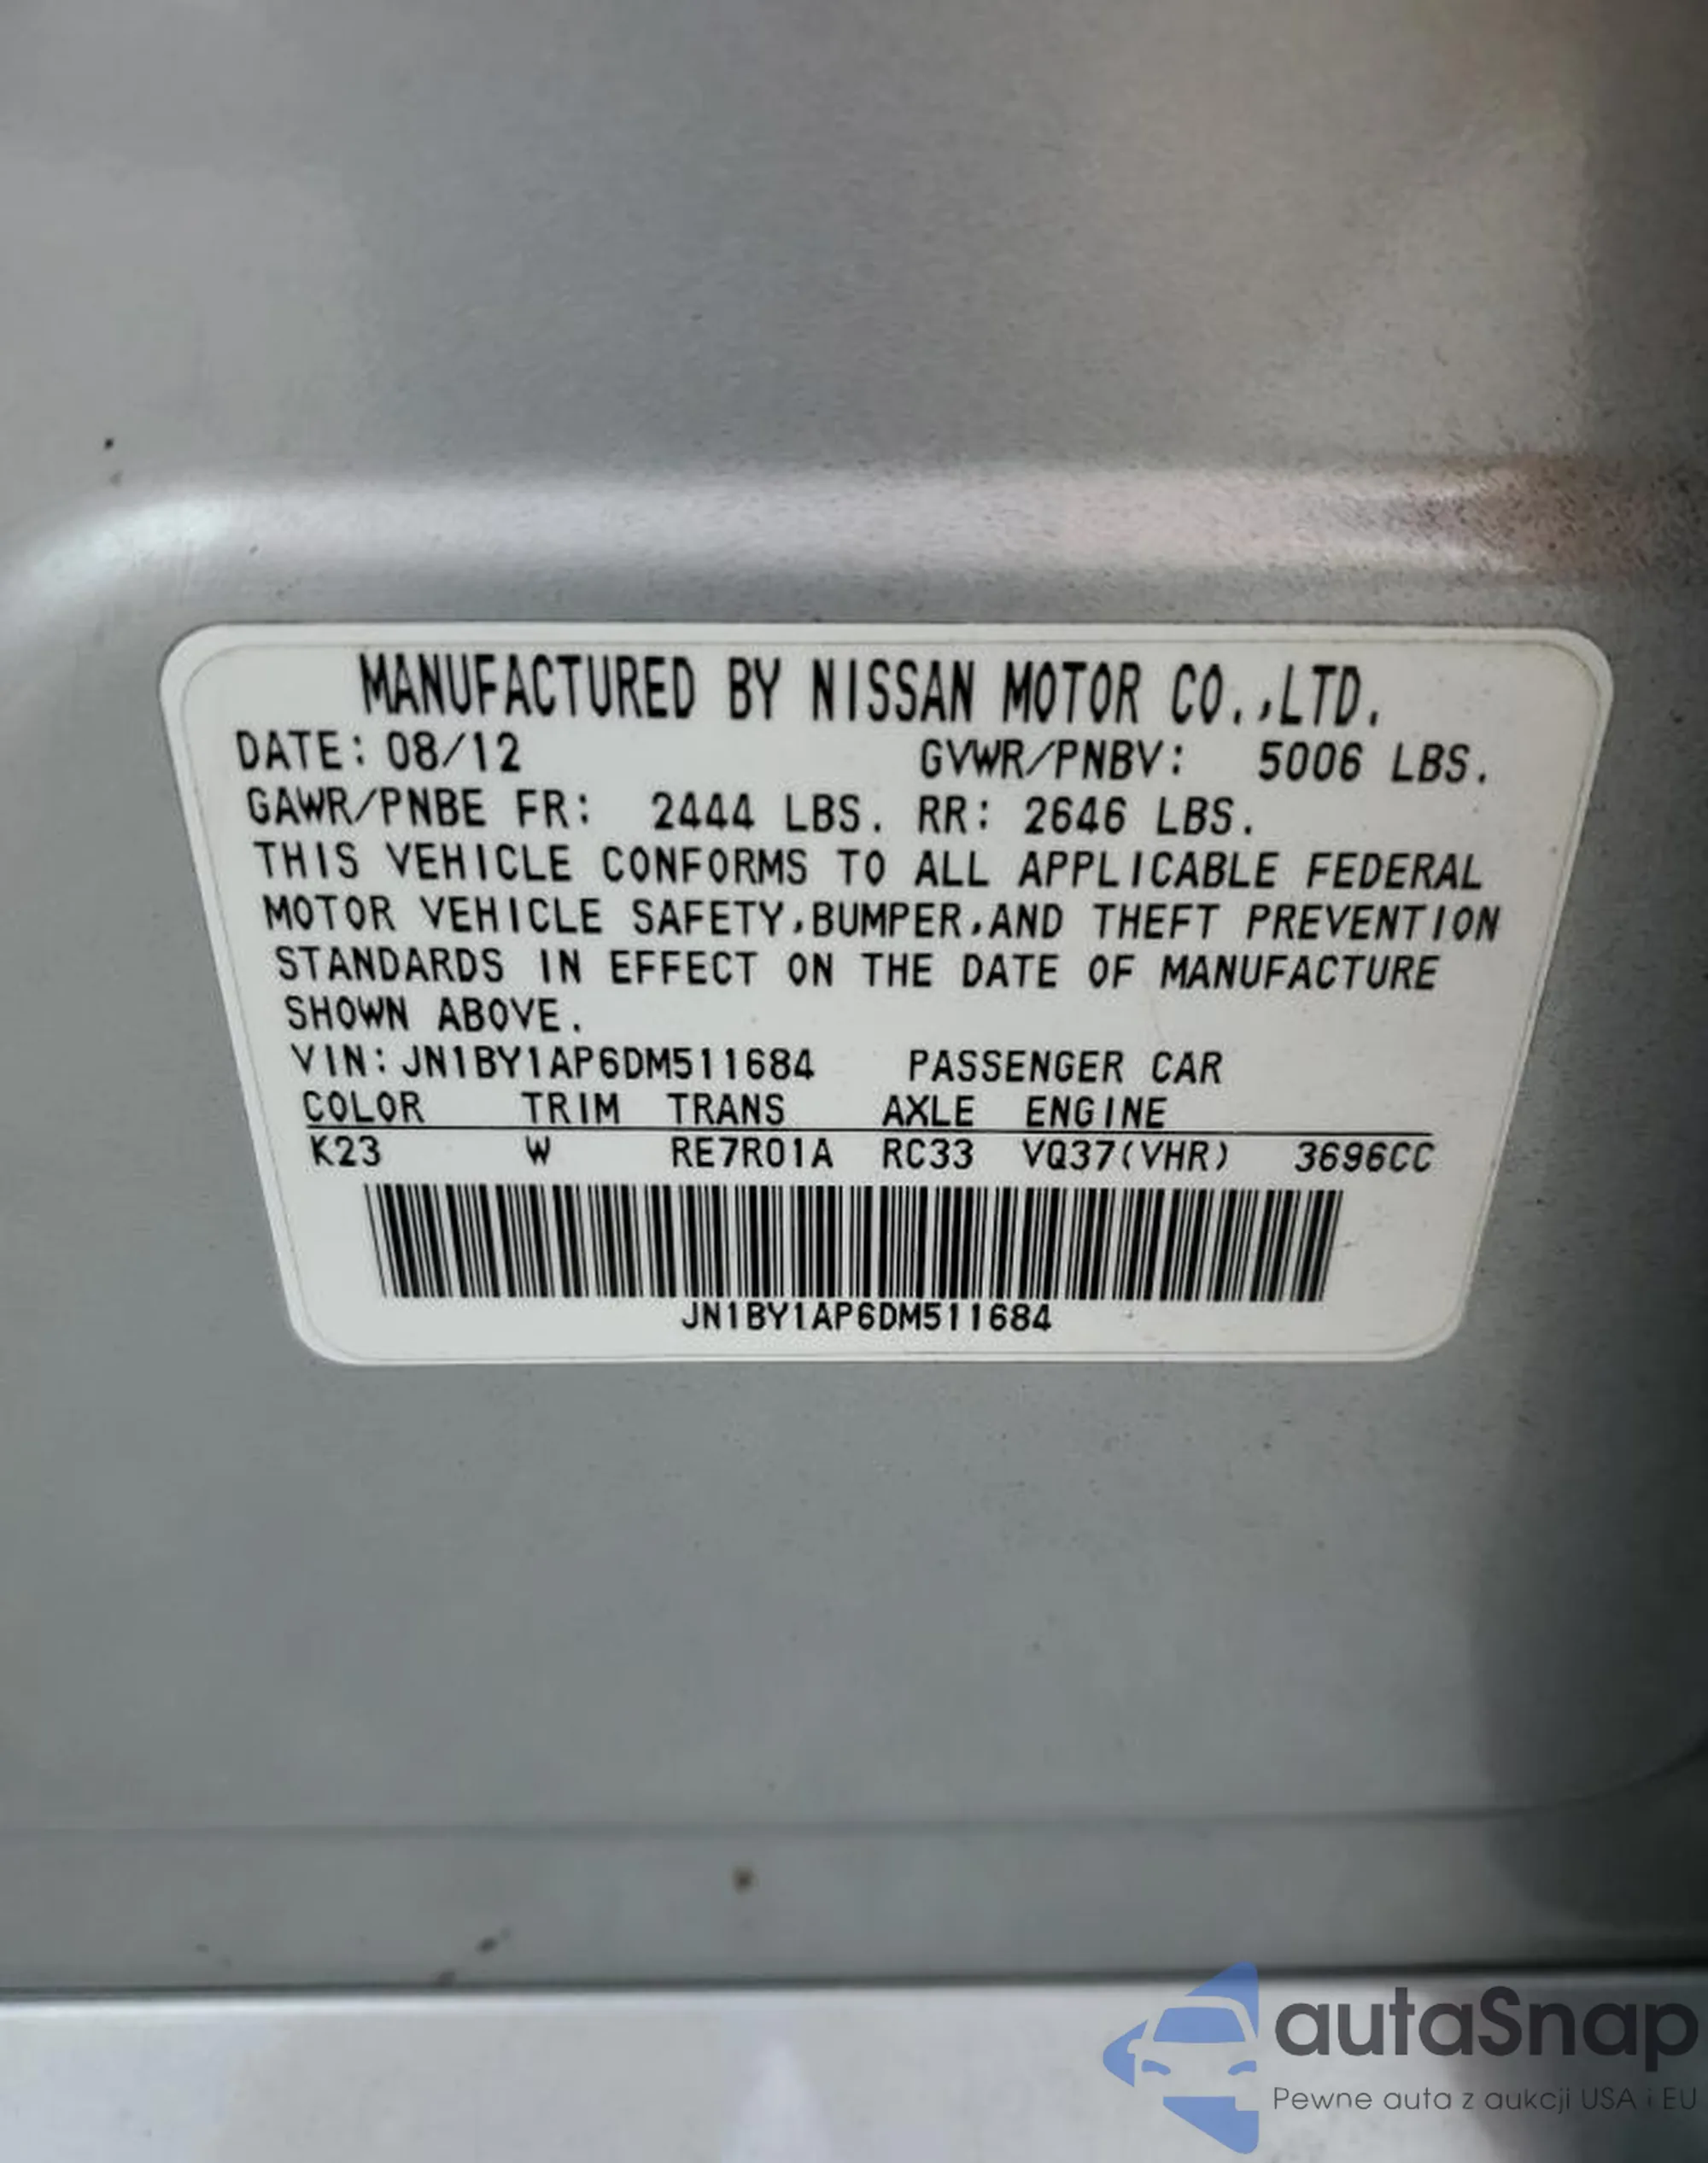 MANUFACTURED BY NISSAN MOTOR CO.,LTD.
DATE: 08/12 GVWR/PNBV: 5006 LBS.
GAWR/PNBE FR: 2444 LBS. RR: 2646 LBS.
THIS VEHICLE CONFORMS TO ALL APPLICABLE FEDERAL
MOTOR VEHICLE SAFETY,BUMPER,AND THEFT PREVENTION
STANDARDS IN EFFECT ON THE DATE OF MANUFACTURE
SHOWN ABOVE.
VIN: JN1BY1AP6DM511684 PASSENGER CAR
COLOR TRIM TRANS AXLE ENGINE
K23 W RE7R01A RC33 VQ37(VHR) 3696CC
JN1BY1AP6DM511684
autaSnap
Pewne auta z aukcji USA i EU